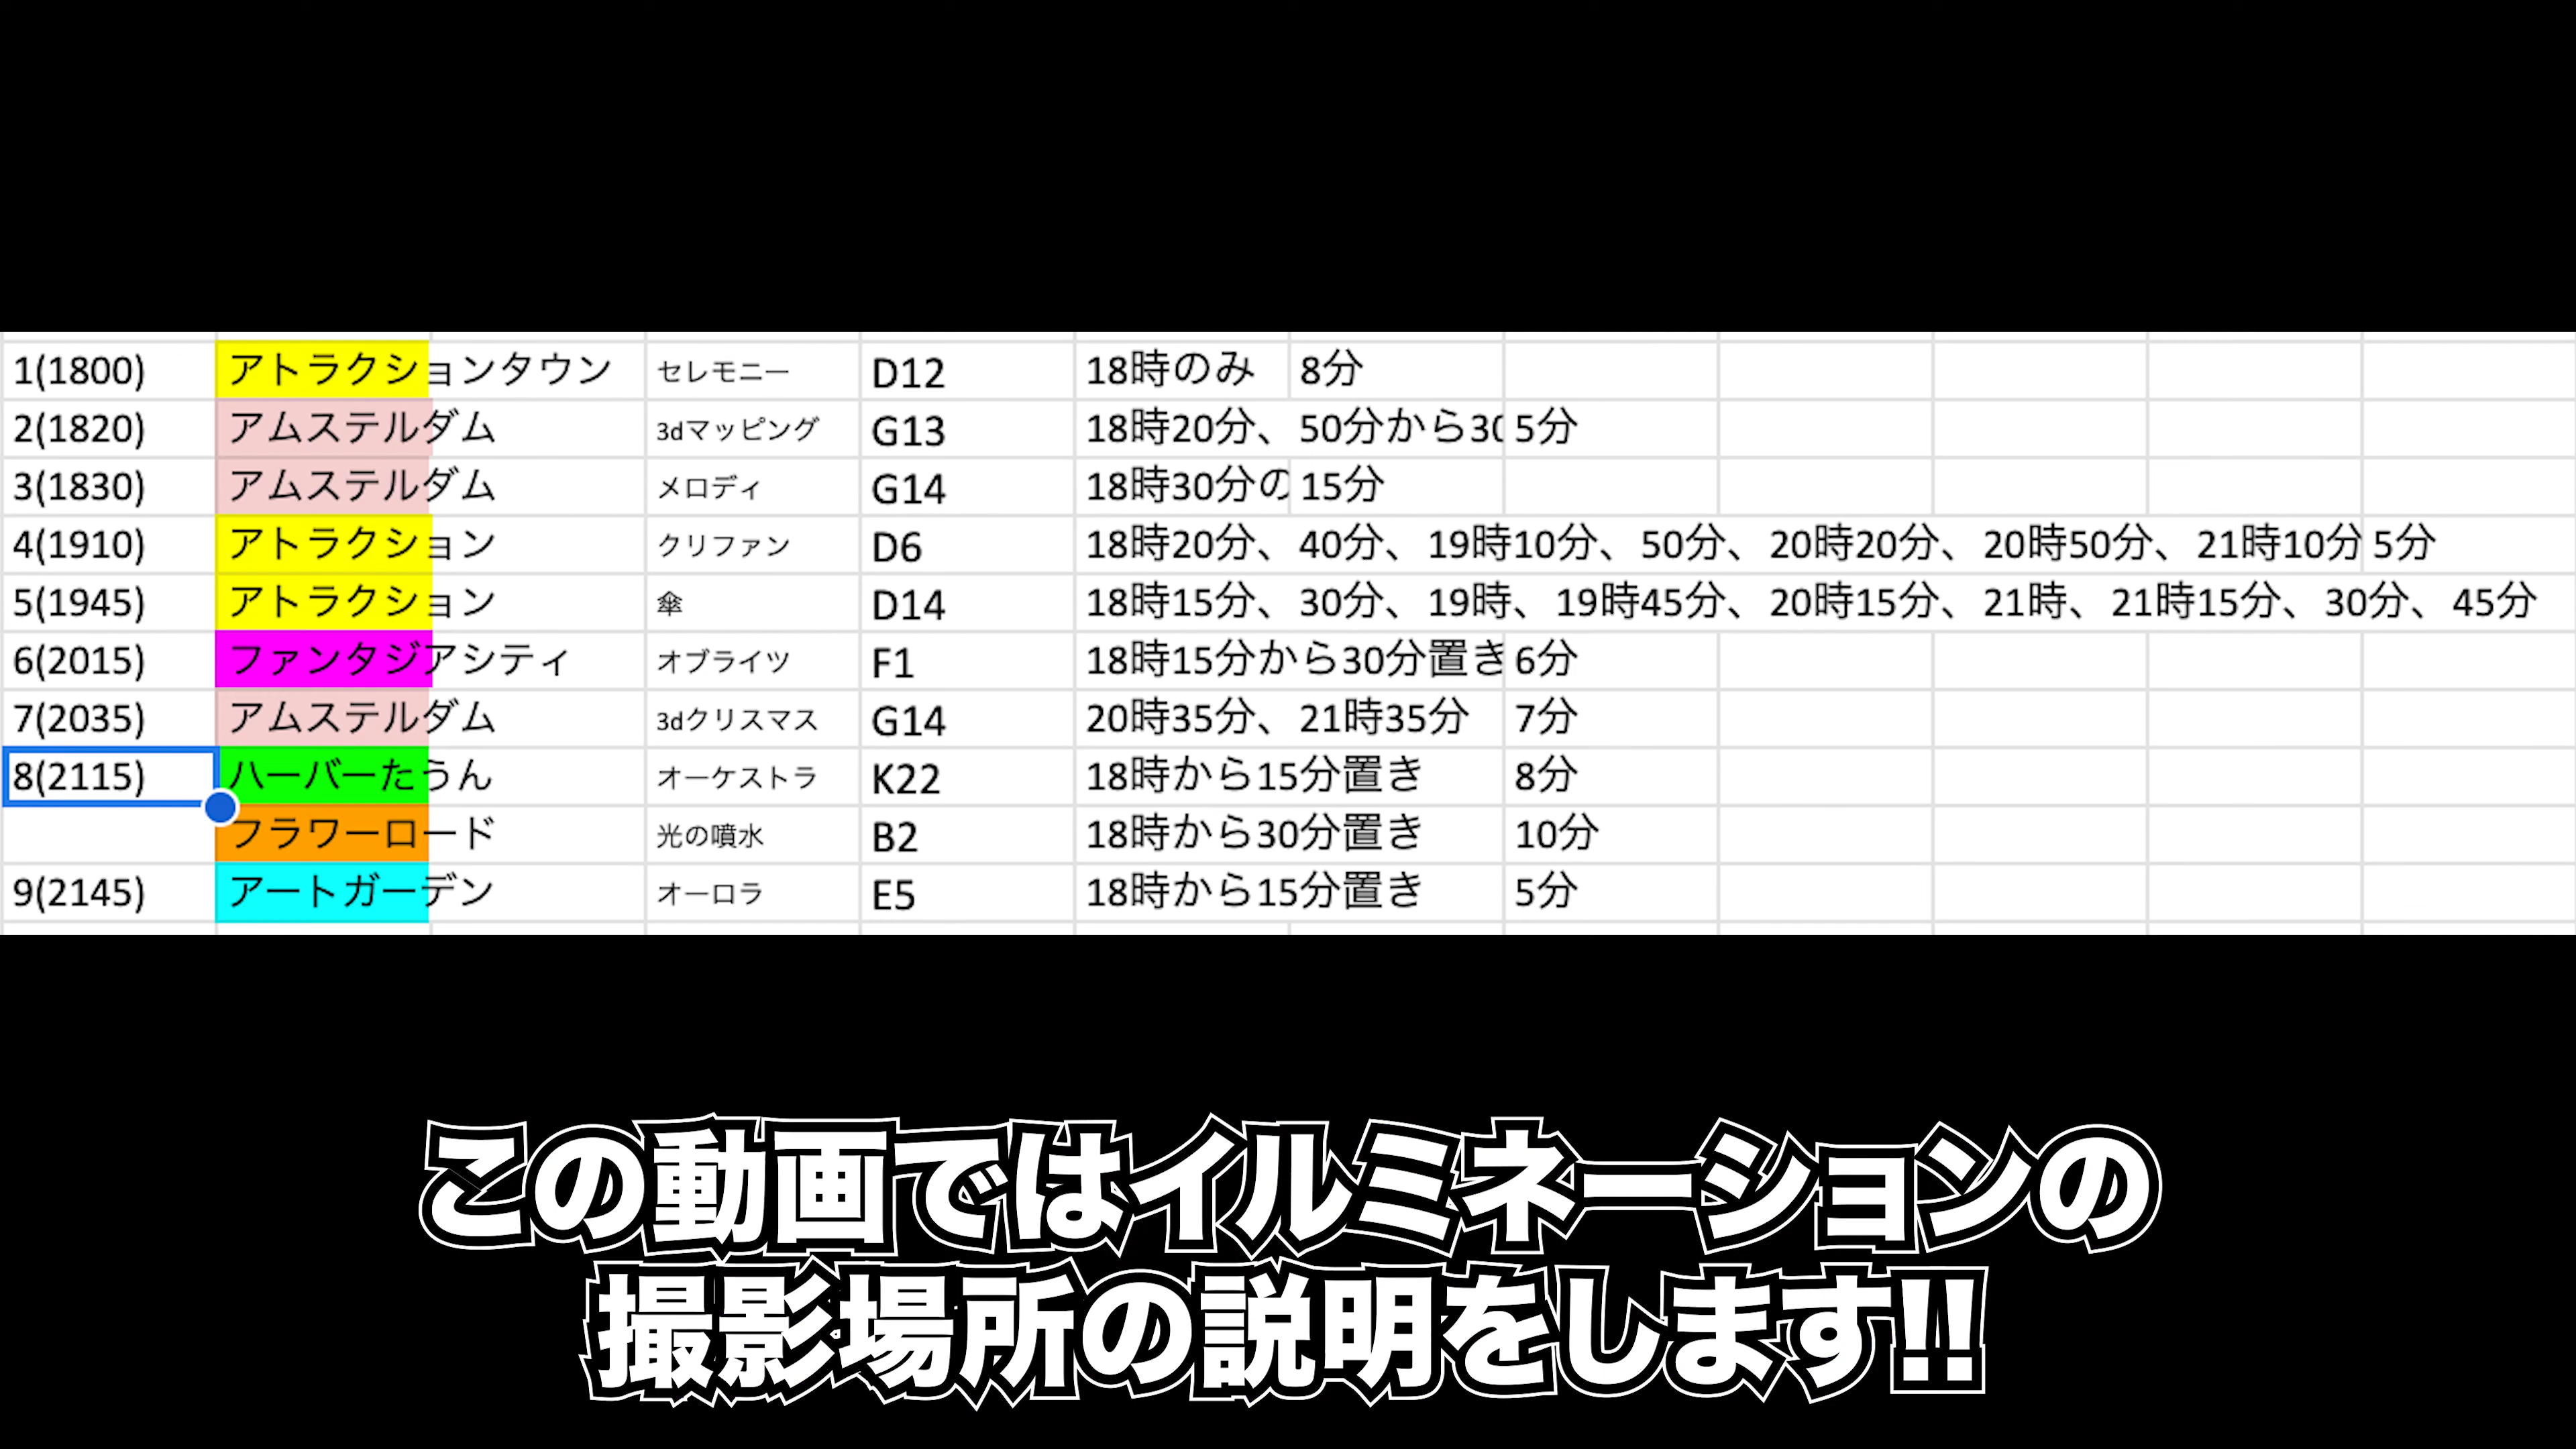 1(1800) アトラクションタウン セレモニー D12 18時のみ 8分
2(1820) アムステルダム 3dマッピング G13 18時20分、50分から30 5分
3(1830) アムステルダム メロディ G14 18時30分の 15分
4(1910) アトラクション クリファン D6 18時20分、40分、19時10分、50分、20時20分、20時50分、21時10分 5分
5(1945) アトラクション 傘 D14 18時15分、30分、19時、19時45分、20時15分、21時、21時15分、30分、45分
6(2015) ファンタジアシティ オブライツ F1 18時15分から30分置き 6分
7(2035) アムステルダム 3dクリスマス G14 20時35分、21時35分 7分
8(2115) ハーバーたうん オーケストラ K22 18時から15分置き 8分
フラワーロード 光の噴水 B2 18時から30分置き 10分
9(2145) アートガーデン オーロラ E5 18時から15分置き 5分
この動画ではイルミネーションの
撮影場所の説明をします!!